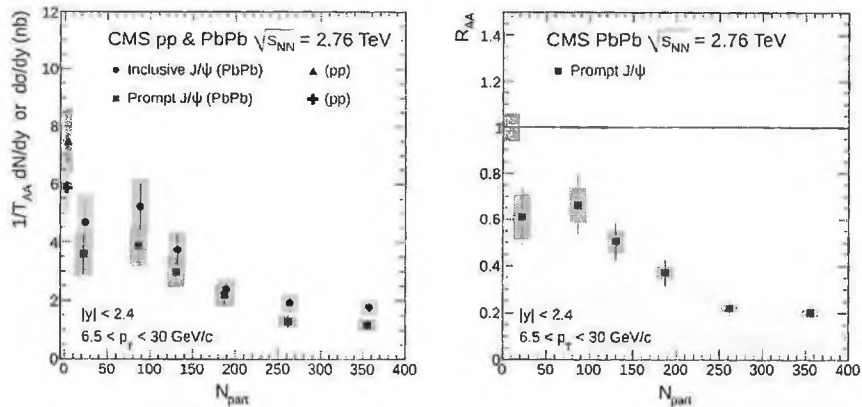 CMS pp & PbPb √sNN = 2.76 TeV
Inclusive J/ψ (PbPb)
(pp)
Prompt J/ψ (PbPb)
(pp)
1/TAA dN/dy or dσ/dy (nb)
12
10
8
6
4
2
0
|y| < 2.4
6.5 < pT < 30 GeV/c
0 50 100 150 200 250 300 350 400
Npart
CMS pp & PbPb √sNN = 2.76 TeV
Prompt J/ψ
RAA
1.4
1.2
1
0.8
0.6
0.4
0.2
0
|y| < 2.4
6.5 < pT < 30 GeV/c
0 50 100 150 200 250 300 350 400
Npart